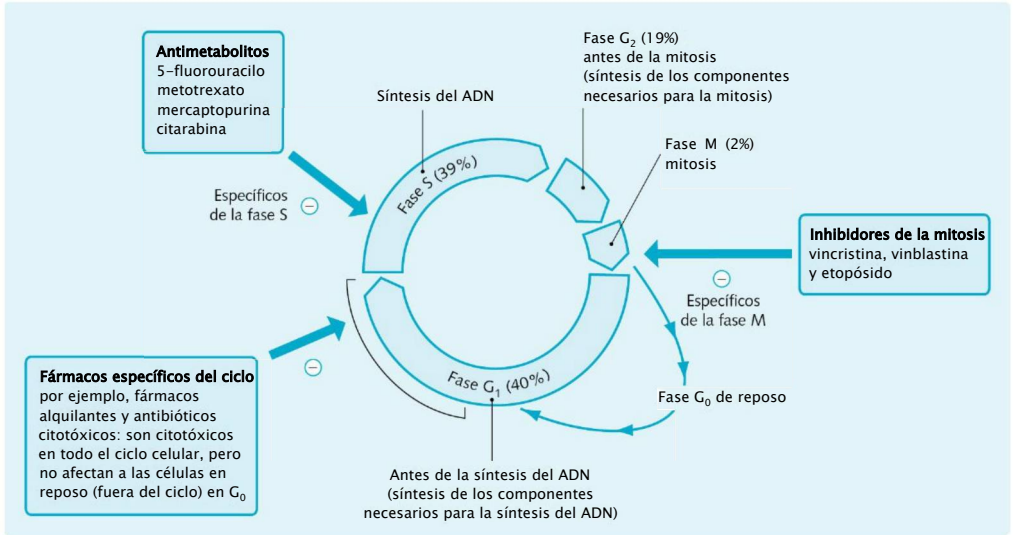 Antimetabolitos
5-fluorouracilo
metotrexato
mercaptopurina
citarabina
Síntesis del ADN
Fase G₂ (19%)
antes de la mitosis
(síntesis de los componentes
necesarios para la mitosis)
Fase M (2%)
mitosis
Fase S (39%)
Específicos
de la fase S
Inhibidores de la mitosis
vincristina, vinblastina
y etopósido
Específicos
de la fase M
Fármacos específicos del ciclo
por ejemplo, fármacos
alquilantes y antibióticos
citotóxicos: son citotóxicos
en todo el ciclo celular, pero
no afectan a las células en
reposo (fuera del ciclo) en G₀
Fase G₁ (40%)
Fase G₀ de reposo
Antes de la síntesis del ADN
(síntesis de los componentes
necesarios para la síntesis del ADN)